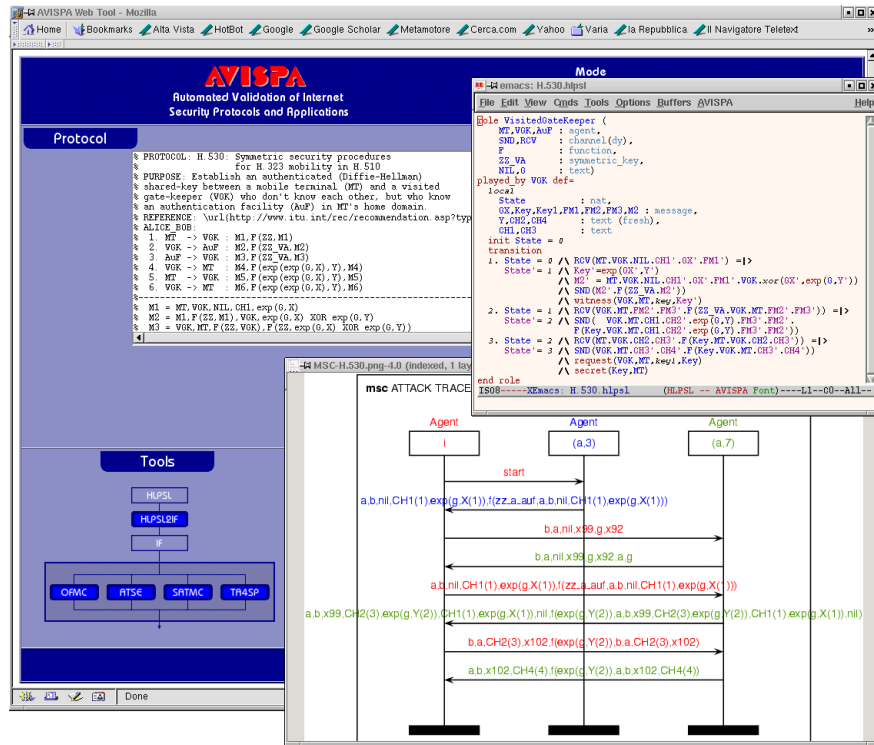 AVISPA Web Tool - Mozilla
Home Bookmarks Alta Vista HotBot Google Google Scholar Metamotore Cerca.com Yahoo Varia la Repubblica Il Navigatore Teletext »
AVISPA
Automated Validation of Internet
Security Protocols and Applications
Mode
Protocol
% PROTOCOL: H.530: Symmetric security procedures
% for H.323 mobility in H.510
% PURPOSE: Establish an authenticated (Diffie-Hellman)
% shared-key between a mobile terminal (MT) and a visited
% gate-keeper (VGK) who don't know each other, but who know
% an authentication facility (AuF) in MT's home domain.
% REFERENCE: \url{http://www.itu.int/rec/recommendation.asp?typ
% ALICE_BOB:
% 1. MT -> VGK : M1,F(ZZ,M1)
% 2. VGK -> AuF : M2,F(ZZ_VA,M2)
% 3. AuF -> VGK : M3,F(ZZ_VA,M3)
% 4. VGK -> MT : M4,F(exp(exp(G,X),Y),M4)
% 5. MT -> VGK : M5,F(exp(exp(G,X),Y),M5)
% 6. VGK -> MT : M6,F(exp(exp(G,X),Y),M6)
%------------------------------------------
% M1 = MT,VGK,NIL,CH1,exp(G,X)
% M2 = M1,F(ZZ,M1),VGK,exp(G,X) XOR exp(G,Y)
% M3 = VGK,MT,F(ZZ,VGK),F(ZZ,exp(G,X) XOR exp(G,Y))
Tools
HLPSL
HLPSL2IF
IF
OFMC ATSE SATMC TA4SP
Done
emacs: H.530.hlpsl
File Edit View Cmds Tools Options Buffers AVISPA Help
role VisitedGateKeeper (
MT,VGK,AuF : agent,
SND,RCV : channel(dy),
F : function,
ZZ_VA : symmetric_key,
NIL,G : text)
played_by VGK def=
local
State : nat,
GX,Key,Key1,FM1,FM2,FM3,M2 : message,
Y,CH2,CH4 : text (fresh),
CH1,CH3 : text
init State = 0
transition
1. State = 0 /\ RCV(MT.VGK.NIL.CH1'.GX'.FM1') =|>
State'= 1 /\ Key'=exp(GX',Y')
/\ M2' = MT.VGK.NIL.CH1'.GX'.FM1'.VGK.xor(GX',exp(G,Y'))
/\ SND(M2'.F(ZZ_VA.M2'))
/\ witness(VGK,MT,key,Key')
2. State = 1 /\ RCV(VGK.MT.FM2'.FM3'.F(ZZ_VA.VGK.MT.FM2'.FM3')) =|>
State'= 2 /\ SND( VGK.MT.CH1.CH2'.exp(G,Y).FM3'.FM2'.
F(Key.VGK.MT.CH1.CH2'.exp(G,Y).FM3'.FM2'))
3. State = 2 /\ RCV(MT.VGK.CH2.CH3'.F(Key.MT.VGK.CH2.CH3')) =|>
State'= 3 /\ SND(VGK.MT.CH3'.CH4'.F(Key.VGK.MT.CH3'.CH4'))
/\ request(VGK,MT,key1,Key)
/\ secret(Key,MT)
end role
ISO8-----XEmacs: H.530.hlpsl (HLPSL -- AVISPA Font)----L1--C0--All--
MSC-H.530.png-4.0 (indexed, 1 lay
msc ATTACK TRACE
Agent Agent Agent
i (a,3) (a,7)
start
a,b,nil,CH1(1),exp(g,X(1)),f(zz_a_auf,a,b,nil,CH1(1),exp(g,X(1)))
b,a,nil,x99,g,x92
b,a,nil,x99,g,x92,a,g
a,b,nil,CH1(1),exp(g,X(1)),f(zz_a_auf,a,b,nil,CH1(1),exp(g,X(1)))
a,b,x99,CH2(3),exp(g,Y(2)),CH1(1),exp(g,X(1)),nil,f(exp(g,Y(2)),a,b,x99,CH2(3),exp(g,Y(2)),CH1(1),exp(g,X(1)),nil)
b,a,CH2(3),x102,f(exp(g,Y(2)),b,a,CH2(3),x102)
a,b,x102,CH4(4),f(exp(g,Y(2)),a,b,x102,CH4(4))